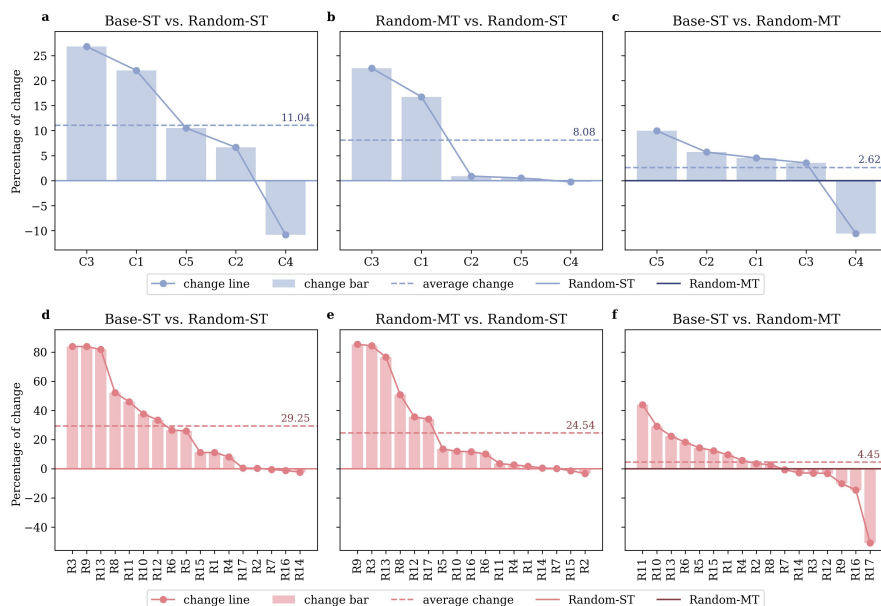 a Base-ST vs. Random-ST
b Random-MT vs. Random-ST
c Base-ST vs. Random-MT
Percentage of change
25
20
15
10
5
0
−5
−10
11.04
8.08
2.62
C3 C1 C5 C2 C4
C3 C1 C2 C5 C4
C5 C2 C1 C3 C4
change line change bar average change Random-ST Random-MT
d Base-ST vs. Random-ST
e Random-MT vs. Random-ST
f Base-ST vs. Random-MT
Percentage of change
80
60
40
20
0
−20
−40
29.25
24.54
4.45
R3 R9 R13 R8 R11 R10 R12 R6 R5 R15 R1 R4 R17 R2 R7 R16 R14
R9 R3 R13 R8 R12 R17 R5 R10 R16 R6 R11 R4 R1 R14 R7 R15 R2
R11 R10 R13 R6 R5 R15 R1 R4 R2 R8 R7 R14 R3 R12 R9 R16 R17
change line change bar average change Random-ST Random-MT